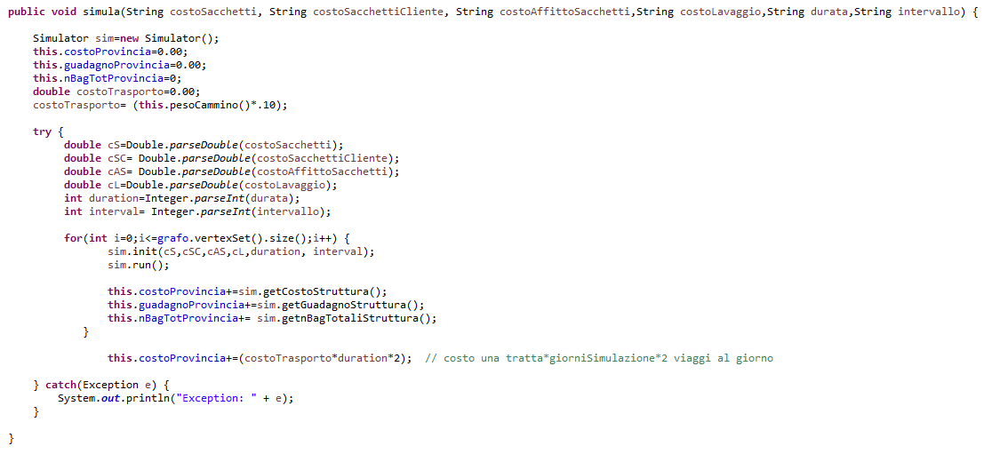 public void simula(String costoSacchetti, String costoSacchettiCliente, String costoAffittoSacchetti,String costoLavaggio,String durata,String intervallo) {
Simulator sim=new Simulator();
this.costoProvincia=0.00;
this.guadagnoProvincia=0.00;
this.nBagTotProvincia=0;
double costoTrasporto=0.00;
costoTrasporto= (this.pesoCammino()*.10);
try {
double cS=Double.parseDouble(costoSacchetti);
double cSC= Double.parseDouble(costoSacchettiCliente);
double cAS= Double.parseDouble(costoAffittoSacchetti);
double cL=Double.parseDouble(costoLavaggio);
int duration=Integer.parseInt(durata);
int interval= Integer.parseInt(intervallo);
for(int i=0;i<=grafo.vertexSet().size();i++) {
sim.init(cS,cSC,cAS,cL,duration, interval);
sim.run();
this.costoProvincia+=sim.getCostoStruttura();
this.guadagnoProvincia+=sim.getGuadagnoStruttura();
this.nBagTotProvincia+= sim.getnBagTotaliStruttura();
}
this.costoProvincia+=(costoTrasporto*duration*2);  // costo una tratta*giorniSimulazione*2 viaggi al giorno
} catch(Exception e) {
System.out.println("Exception: " + e);
}
}